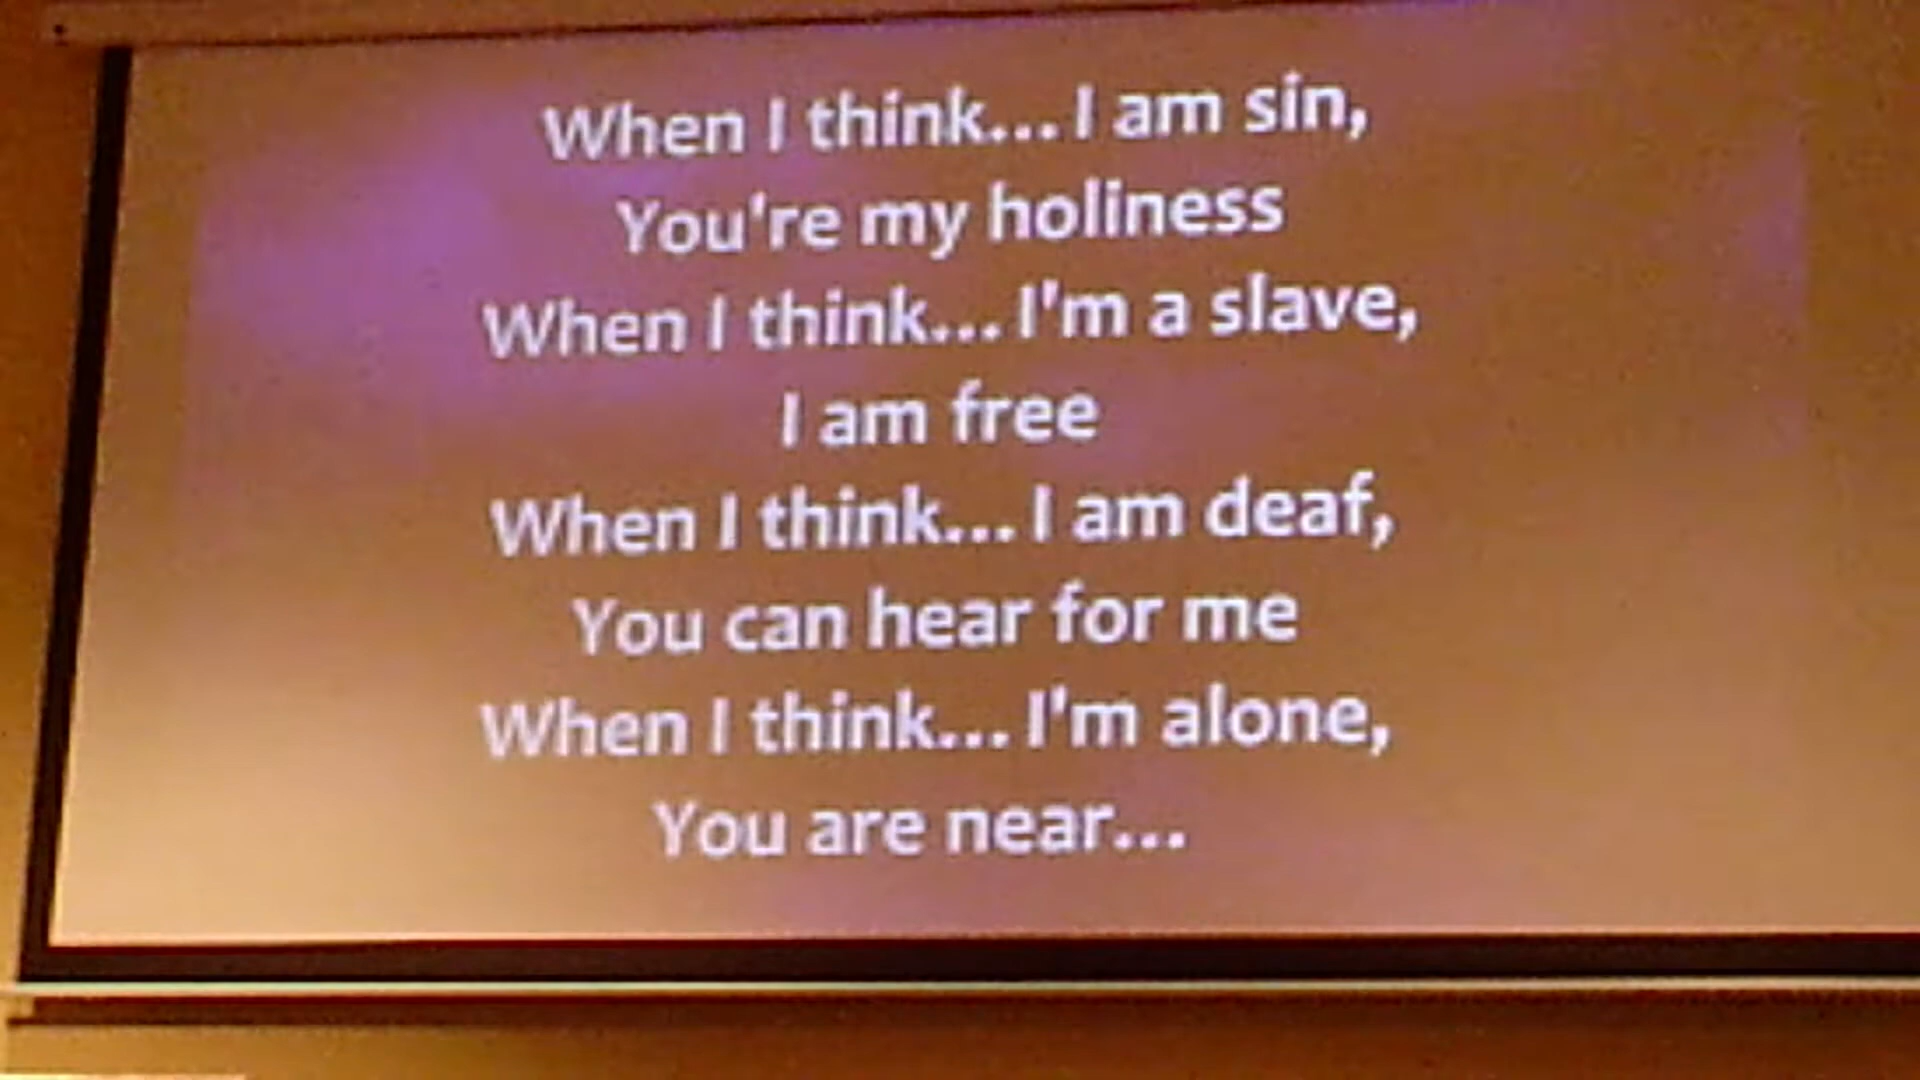 When I think... I am sin,
You're my holiness
When I think... I'm a slave,
I am free
When I think... I am deaf,
You can hear for me
When I think... I'm alone,
You are near...